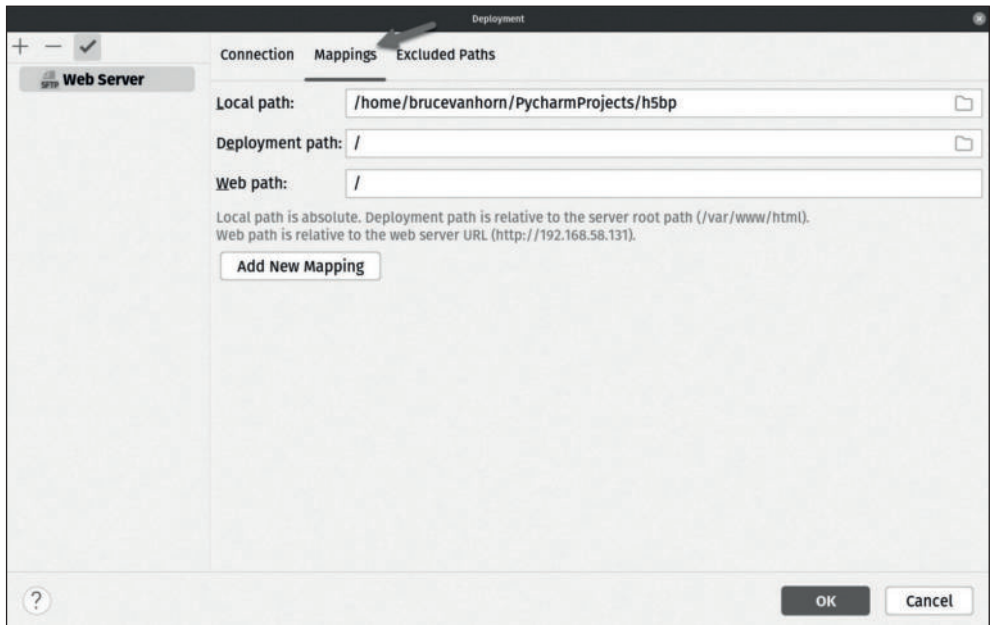 Deployment
SFTP Web Server
Connection Mappings Excluded Paths
Local path: /home/brucevanhorn/PycharmProjects/h5bp
Deployment path: /
Web path: /
Local path is absolute. Deployment path is relative to the server root path (/var/www/html).
Web path is relative to the web server URL (http://192.168.58.131).
Add New Mapping
?
OK Cancel